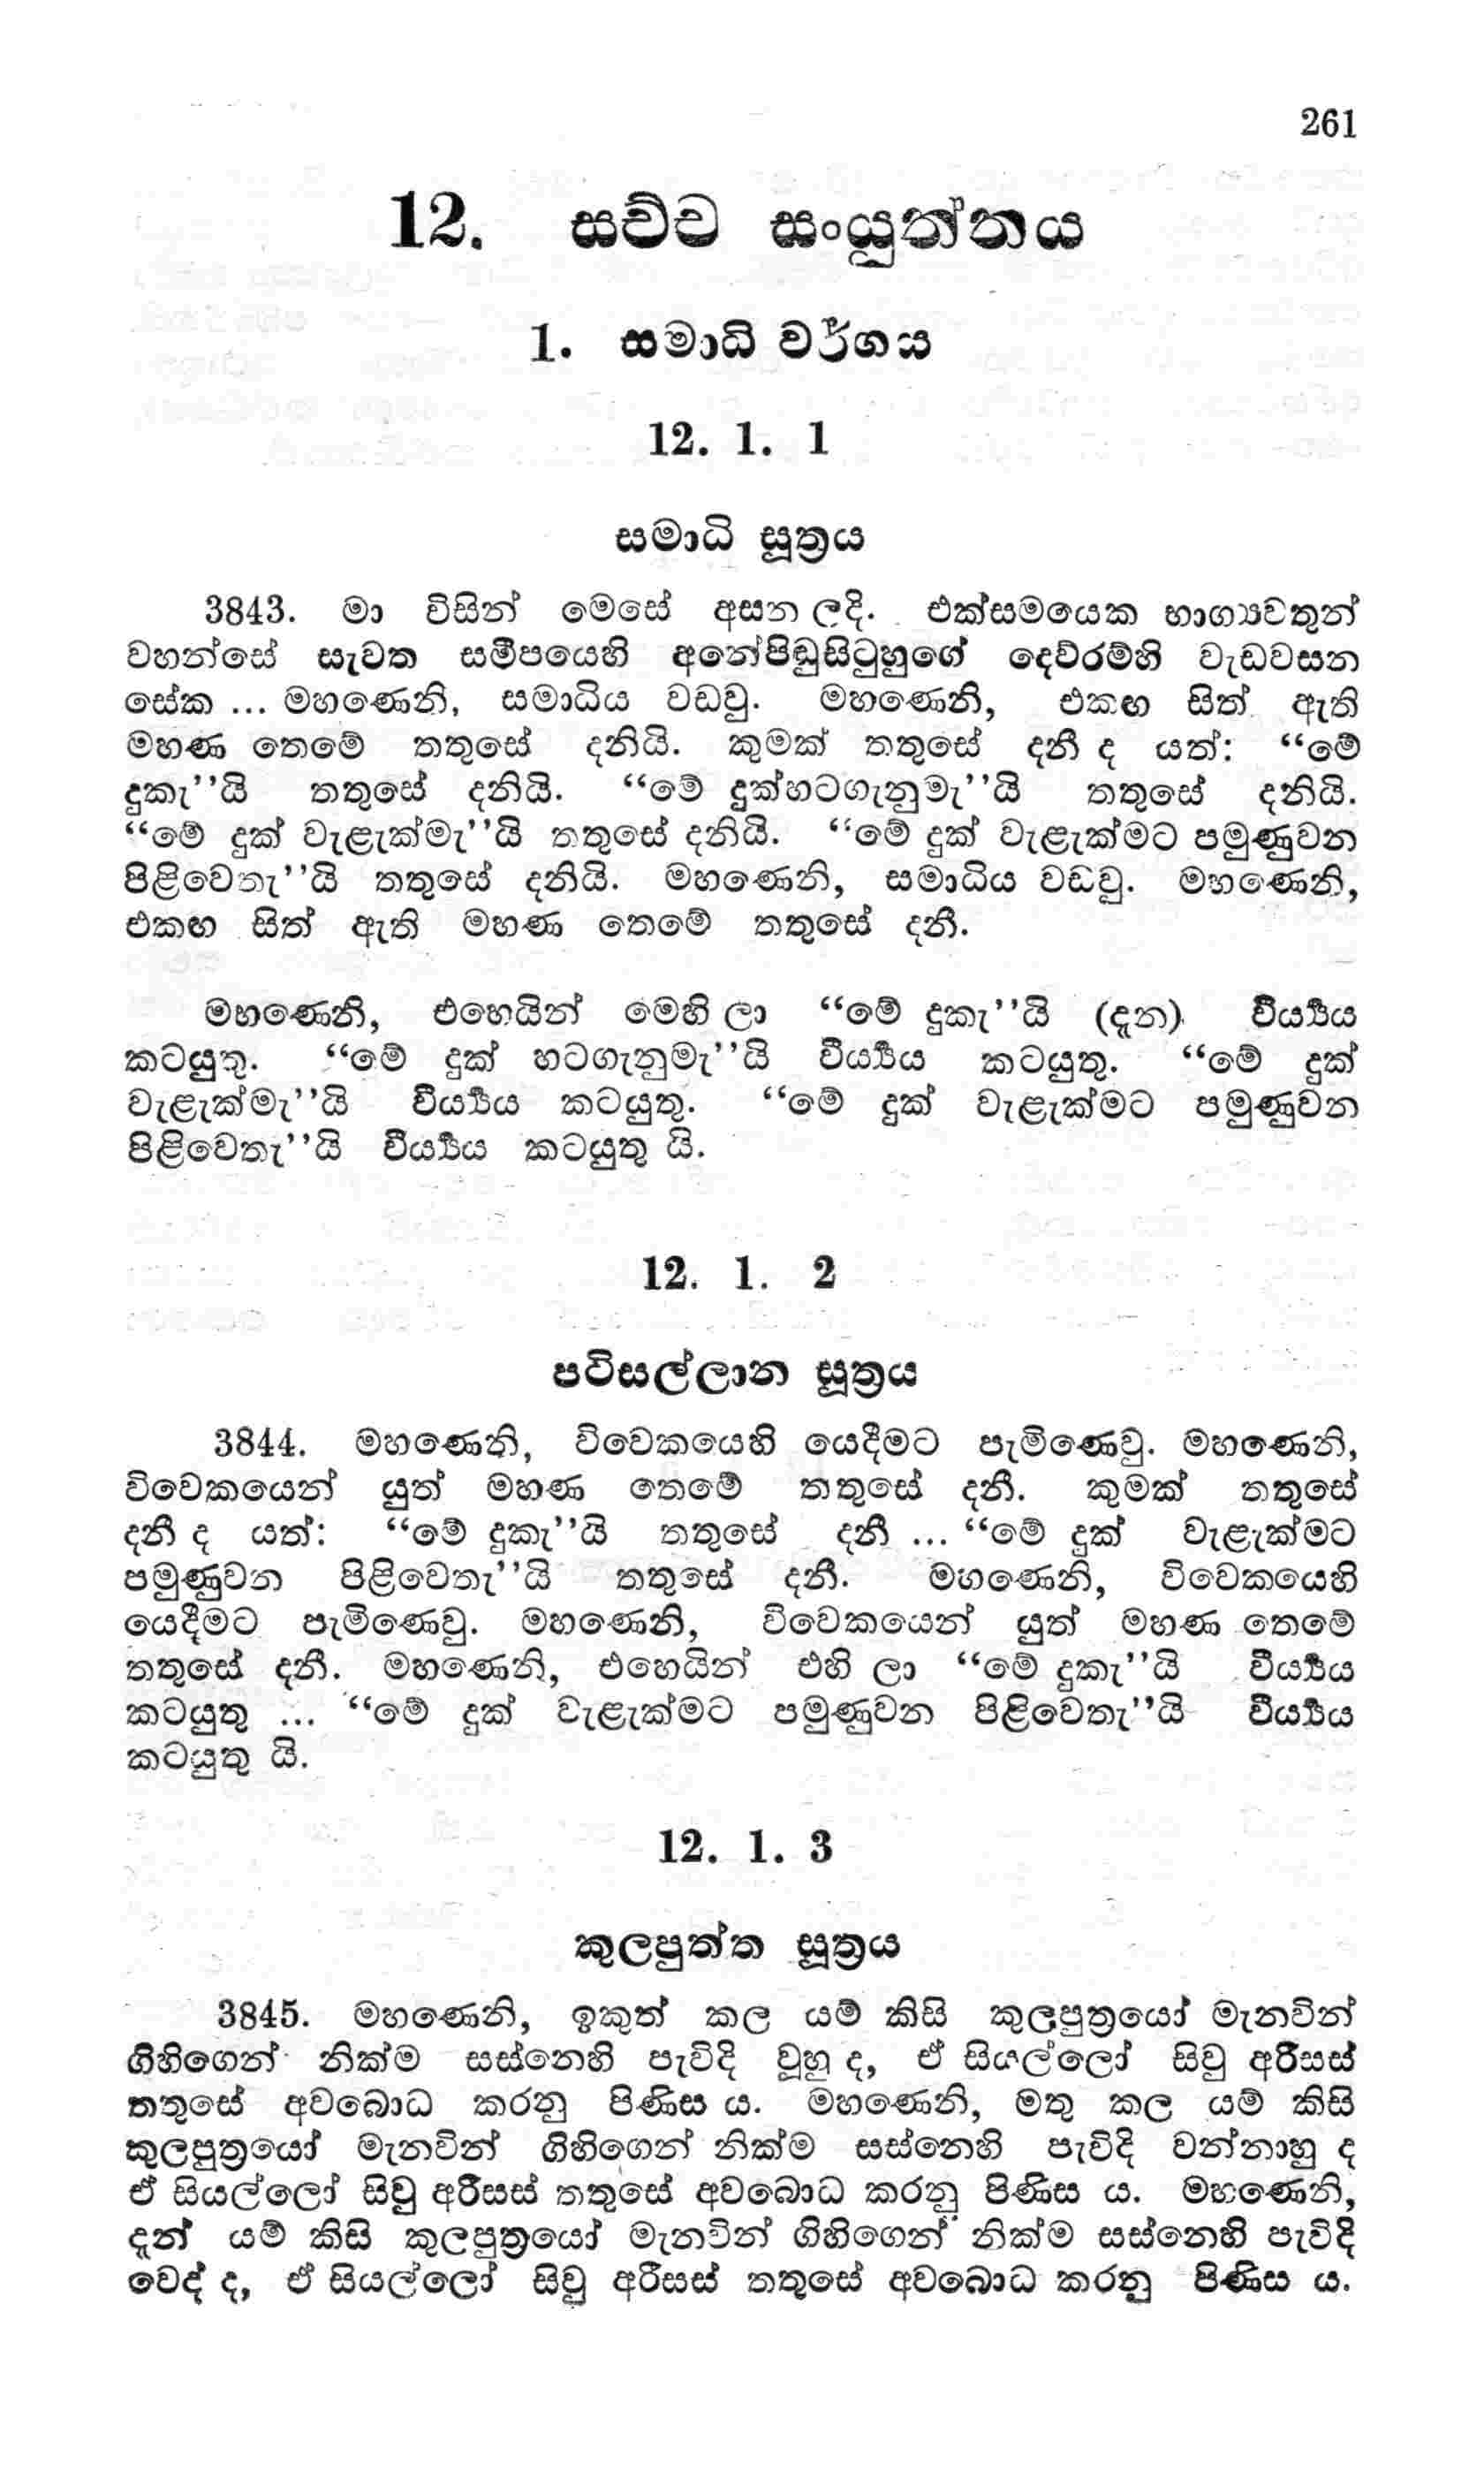 261
12. සච්ච සංයුත්තය
1. සමාධි වර්ගය
12. 1. 1
සමාධි සූත්‍රය
3843. මා විසින් මෙසේ අසන ලදි. එක්සමයෙක භාග්‍යවතුන්
වහන්සේ සැවත සමීපයෙහි අනේපිඬුසිටුහුගේ දෙව්රම්හි වැඩවසන
සේක ... මහණෙනි, සමාධිය වඩවු. මහණෙනි, එකඟ සිත් ඇති
මහණ තෙමේ තතුසේ දනියි. කුමක් තතුසේ දනී ද යත්: “මේ
දුකැ''යි තතුසේ දනියි. “මේ දුක්හටගැනුමැ''යි තතුසේ දනියි.
“මේ දුක් වැළැක්මැ''යි තතුසේ දනියි. “මේ දුක් වැළැක්මට පමුණුවන
පිළිවෙතැ''යි තතුසේ දනියි. මහණෙනි, සමාධිය වඩවු. මහණෙනි,
එකඟ සිත් ඇති මහණ තෙමේ තතුසේ දනී.
මහණෙනි, එහෙයින් මෙහි ලා “මේ දුකැ''යි (දැන) වීර්‍ය්‍යය
කටයුතු. “මේ දුක් හටගැනුමැ''යි වීර්‍ය්‍යය කටයුතු. “මේ දුක්
වැළැක්මැ''යි වීර්‍ය්‍යය කටයුතු. “මේ දුක් වැළැක්මට පමුණුවන
පිළිවෙතැ''යි වීර්‍ය්‍යය කටයුතු යි.
12. 1. 2
පටිසල්ලාන සූත්‍රය
3844. මහණෙනි, විවෙකයෙහි යෙදීමට පැමිණෙවු. මහණෙනි,
විවෙකයෙන් යුත් මහණ තෙමේ තතුසේ දනී. කුමක් තතුසේ
දනී ද යත්: “මේ දුකැ''යි තතුසේ දනී ... “මේ දුක් වැළැක්මට
පමුණුවන පිළිවෙතැ''යි තතුසේ දනී. මහණෙනි, විවෙකයෙහි
යෙදීමට පැමිණෙවු. මහණෙනි, විවෙකයෙන් යුත් මහණ තෙමේ
තතුසේ දනී. මහණෙනි, එහෙයින් එහි ලා “මේ දුකැ''යි වීර්‍ය්‍යය
කටයුතු ... “මේ දුක් වැළැක්මට පමුණුවන පිළිවෙතැ''යි වීර්‍ය්‍යය
කටයුතු යි.
12. 1. 3
කුලපුත්ත සූත්‍රය
3845. මහණෙනි, ඉකුත් කල යම් කිසි කුලපුත්‍රයෝ මැනවින්
ගිහිගෙන් නික්ම සස්නෙහි පැවිදි වූහු ද, ඒ සියල්ලෝ සිවු අරීසස්
තතුසේ අවබොධ කරනු පිණිස ය. මහණෙනි, මතු කල යම් කිසි
කුලපුත්‍රයෝ මැනවින් ගිහිගෙන් නික්ම සස්නෙහි පැවිදි වන්නාහු ද
ඒ සියල්ලෝ සිවු අරීසස් තතුසේ අවබොධ කරනු පිණිස ය. මහණෙනි,
දැන් යම් කිසි කුලපුත්‍රයෝ මැනවින් ගිහිගෙන් නික්ම සස්නෙහි පැවිදි
වෙද් ද, ඒ සියල්ලෝ සිවු අරීසස් තතුසේ අවබොධ කරනු පිණිස ය.